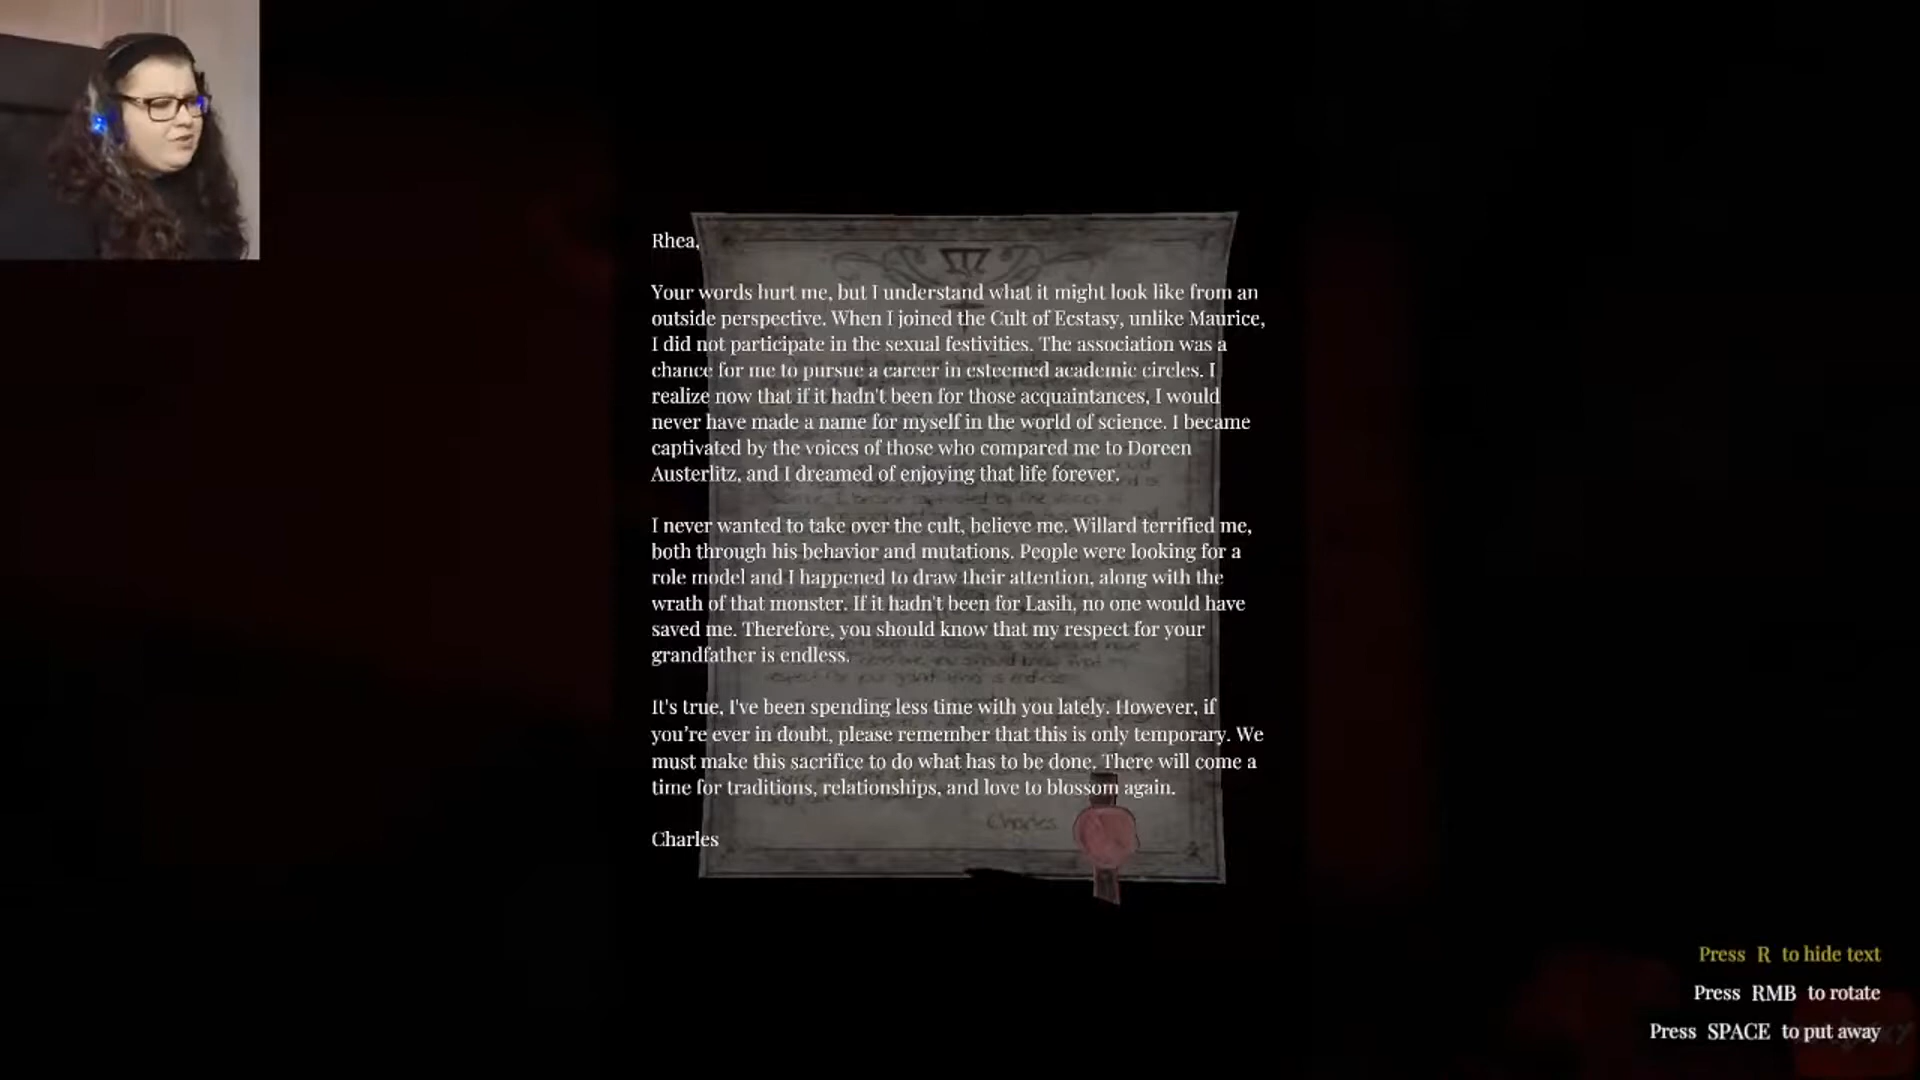 Rhea,
Your words hurt me, but I understand what it might look like from an
outside perspective. When I joined the Cult of Ecstasy, unlike Maurice,
I did not participate in the sexual festivities. The association was a
chance for me to pursue a career in esteemed academic circles. I
realize now that if it hadn't been for those acquaintances, I would
never have made a name for myself in the world of science. I became
captivated by the voices of those who compared me to Doreen
Austerlitz, and I dreamed of enjoying that life forever.
I never wanted to take over the cult, believe me. Willard terrified me,
both through his behavior and mutations. People were looking for a
role model and I happened to draw their attention, along with the
wrath of that monster. If it hadn't been for Lasih, no one would have
saved me. Therefore, you should know that my respect for your
grandfather is endless.
It's true, I've been spending less time with you lately. However, if
you’re ever in doubt, please remember that this is only temporary. We
must make this sacrifice to do what has to be done. There will come a
time for traditions, relationships, and love to blossom again.
Charles
Charles
Press R to hide text
Press RMB to rotate
Press SPACE to put away